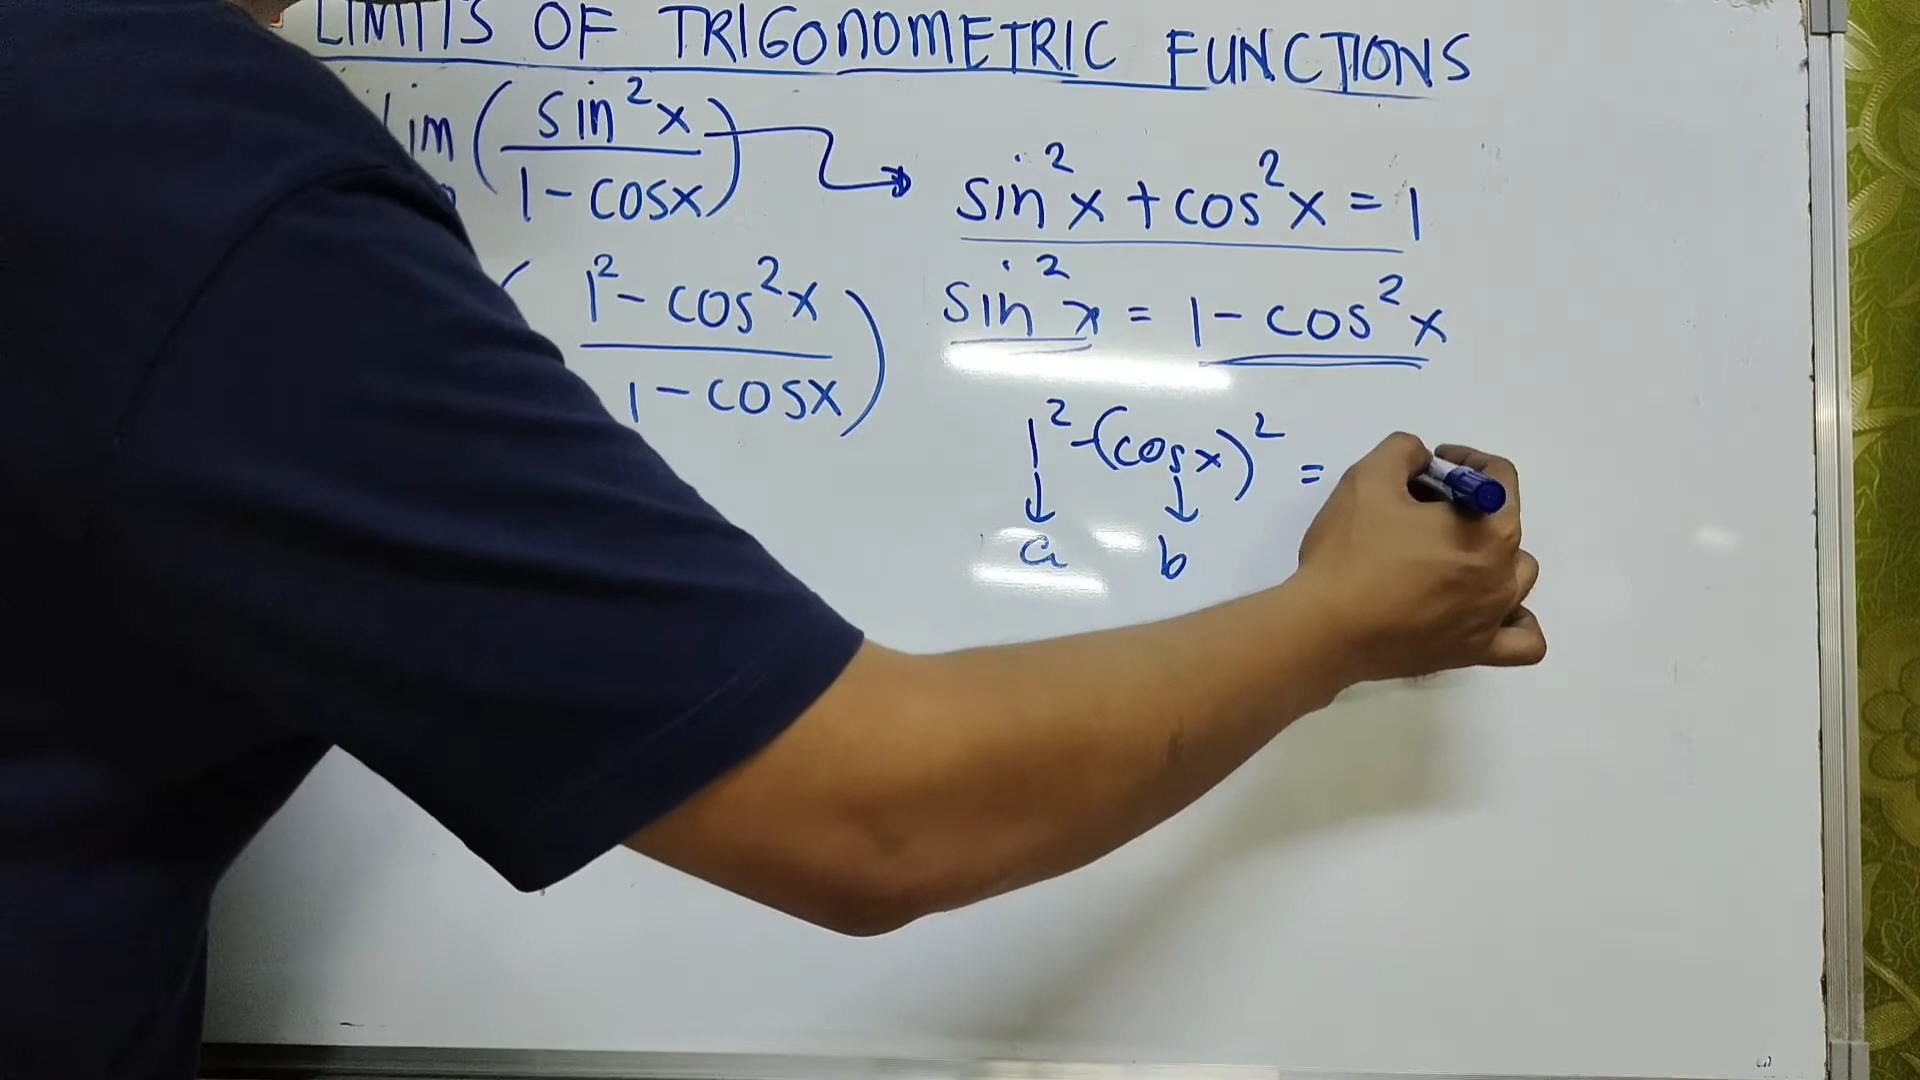 LIMITS OF TRIGONOMETRIC FUNCTIONS
lim (sin²x / 1 - cosx)
sin²x + cos²x = 1
(1² - cos²x / 1 - cosx)
sin²x = 1 - cos²x
1² - (cosx)² =
a b